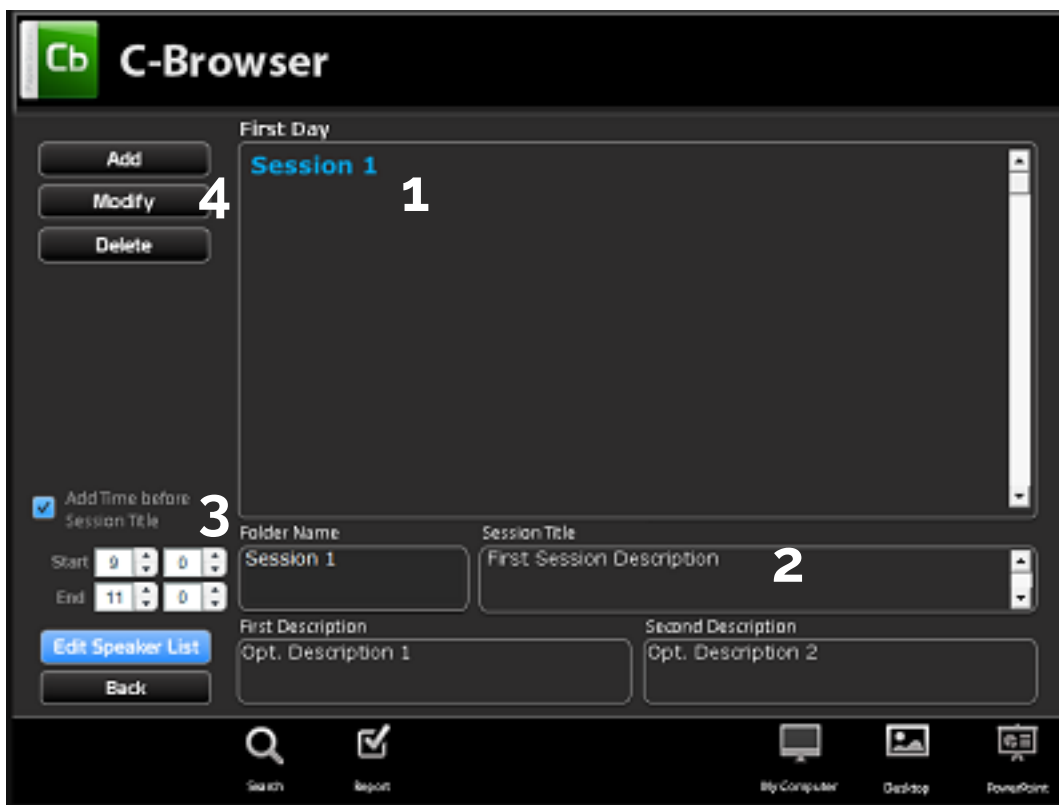 Cb
C-Browser
First Day
Add
Modify
Delete
4
Session 1
1
Add Time before
Session Title
3
Start 9 0
End 11 0
Folder Name
Session 1
Session Title
First Session Description
2
Edit Speaker List
Back
First Description
Opt. Description 1
Second Description
Opt. Description 2
Search
Report
My Computer
Desktop
PowerPoint